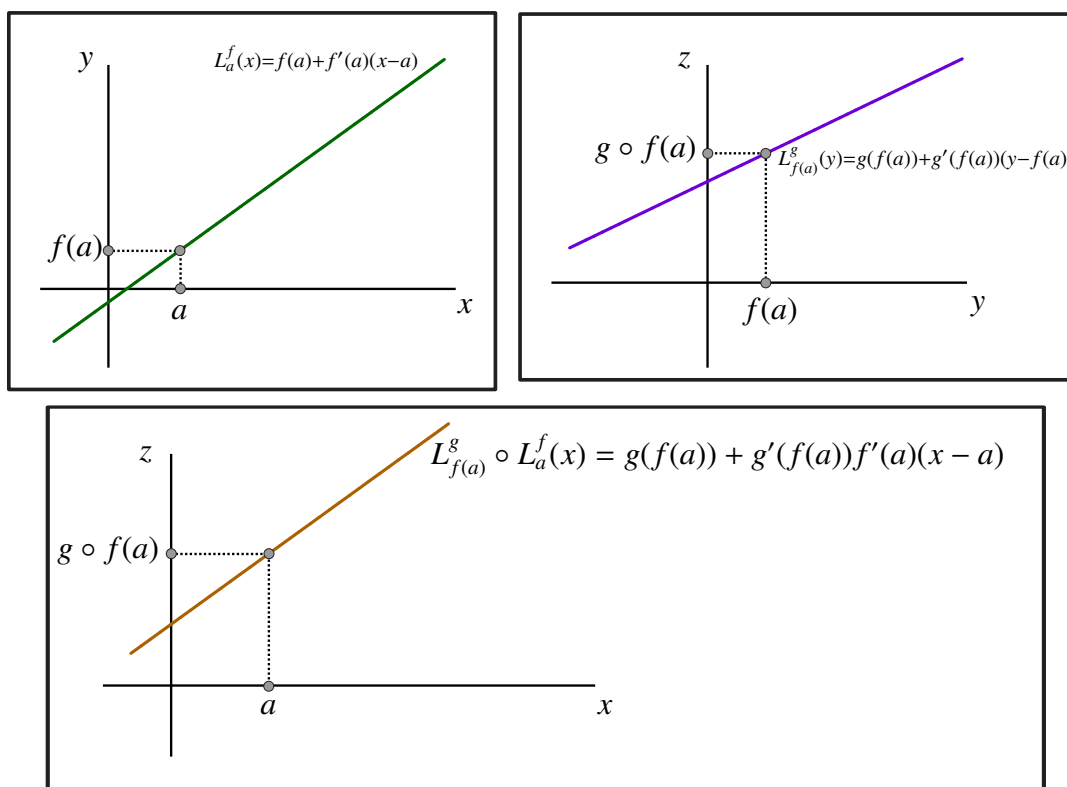 y
L_a^f(x)=f(a)+f′(a)(x−a)
f(a)
a
x
z
g ∘ f(a)
L_{f(a)}^g(y)=g(f(a))+g′(f(a))(y−f(a)
f(a)
y
z
L_{f(a)}^g ∘ L_a^f(x) = g(f(a)) + g′(f(a))f′(a)(x − a)
g ∘ f(a)
a
x